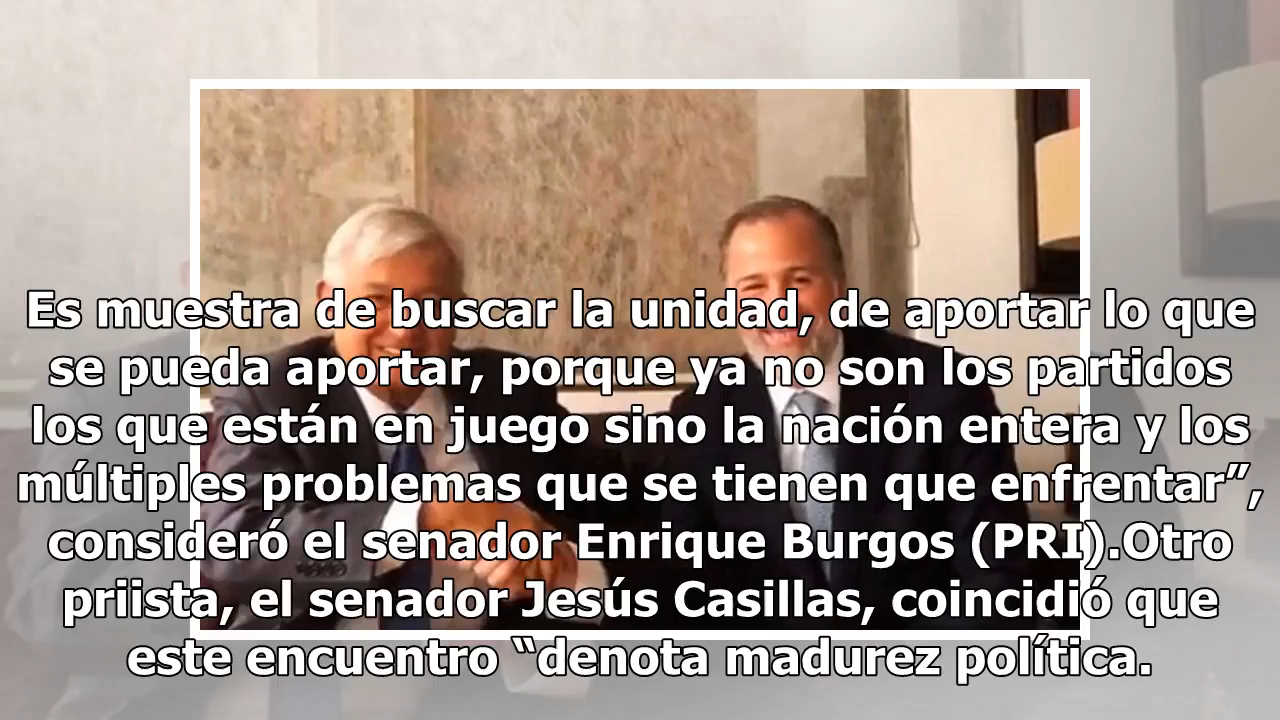 Es muestra de buscar la unidad, de aportar lo que
se pueda aportar, porque ya no son los partidos
los que están en juego sino la nación entera y los
múltiples problemas que se tienen que enfrentar”,
consideró el senador Enrique Burgos (PRI).Otro
priista, el senador Jesús Casillas, coincidió que
este encuentro “denota madurez política.